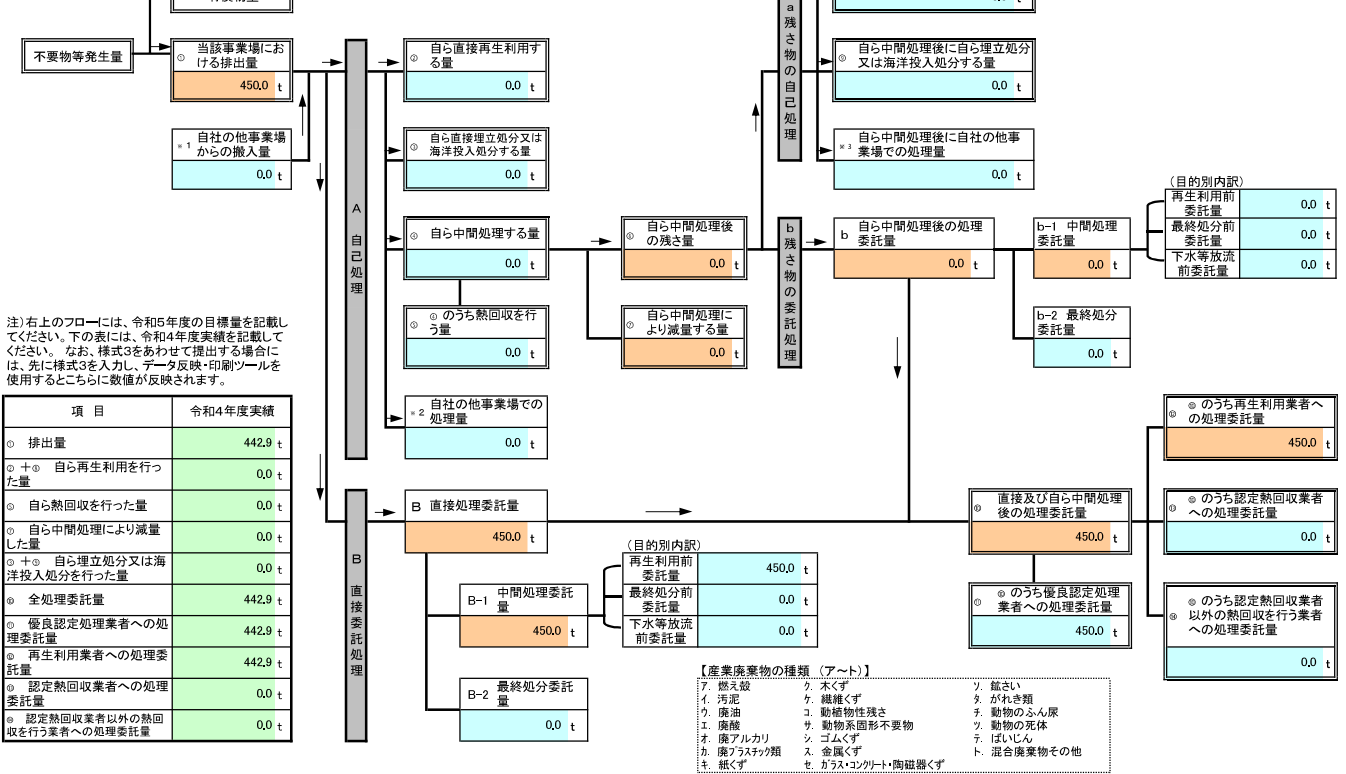 不要物等発生量
①
当該事業場にお
ける排出量
450.0 t
※1
自社の他事業場
からの搬入量
0.0 t
A
自己処理
②
自ら直接再生利用す
る量
0.0 t
③
自ら直接埋立処分又は
海洋投入処分する量
0.0 t
④ 自ら中間処理する量
0.0 t
⑤
④ のうち熱回収を行
う量
0.0 t
※2
自社の他事業場での
処理量
0.0 t
⑥
自ら中間処理後
の残さ量
0.0 t
⑦
自ら中間処理に
より減量する量
0.0 t
a
残さ物の自己処理
t
⑨
自ら中間処理後に自ら埋立処分
又は海洋投入処分する量
0.0 t
※3
自ら中間処理後に自社の他事
業場での処理量
0.0 t
b
残さ物の委託処理
b
自ら中間処理後の処理
委託量
0.0 t
b-1 中間処理
委託量
0.0 t
(目的別内訳)
再生利用前
委託量
0.0 t
最終処分前
委託量
0.0 t
下水等放流
前委託量
0.0 t
b-2 最終処分
委託量
0.0 t
注）右上のフローには、令和5年度の目標量を記載し
てください。下の表には、令和4年度実績を記載して
ください。 なお、様式3をあわせて提出する場合に
は、先に様式3を入力し、データ反映・印刷ツールを
使用するとこちらに数値が反映されます。
項 目 令和4年度実績
① 排出量 442.9 t
②＋⑧ 自ら再生利用を行っ
た量 0.0 t
⑤ 自ら熱回収を行った量 0.0 t
⑦ 自ら中間処理により減量
した量 0.0 t
③＋⑨ 自ら埋立処分又は海
洋投入処分を行った量 0.0 t
⑩ 全処理委託量 442.9 t
⑪ 優良認定処理業者への処
理委託量 442.9 t
⑫ 再生利用業者への処理委
託量 442.9 t
⑬ 認定熱回収業者への処理
委託量 0.0 t
⑭ 認定熱回収業者以外の熱回
収を行う業者への処理委託量 0.0 t
B
直接委託処理
B 直接処理委託量
450.0 t
B-1
中間処理委託
量
450.0 t
(目的別内訳)
再生利用前
委託量
450.0 t
最終処分前
委託量
0.0 t
下水等放流
前委託量
0.0 t
B-2
最終処分委託
量
0.0 t
⑩
直接及び自ら中間処理
後の処理委託量
450.0 t
⑪
⑩ のうち優良認定処理
業者への処理委託量
450.0 t
⑫
⑩ のうち再生利用業者へ
の処理委託量
450.0 t
⑬
⑩ のうち認定熱回収業者
への処理委託量
0.0 t
⑭
⑩ のうち認定熱回収業者
以外の熱回収を行う業者
への処理委託量
0.0 t
【産業廃棄物の種類 （ア～ト）】
ア. 燃え殻
イ. 汚泥
ウ. 廃油
エ. 廃酸
オ. 廃アルカリ
カ. 廃プラスチック類
キ. 紙くず
ク. 木くず
ケ. 繊維くず
コ. 動植物性残さ
サ. 動物系固形不要物
シ. ゴムくず
ス. 金属くず
セ. ガラス・コンクリート・陶磁器くず
ソ. 鉱さい
タ. がれき類
チ. 動物のふん尿
ツ. 動物の死体
テ. ばいじん
ト. 混合廃棄物その他